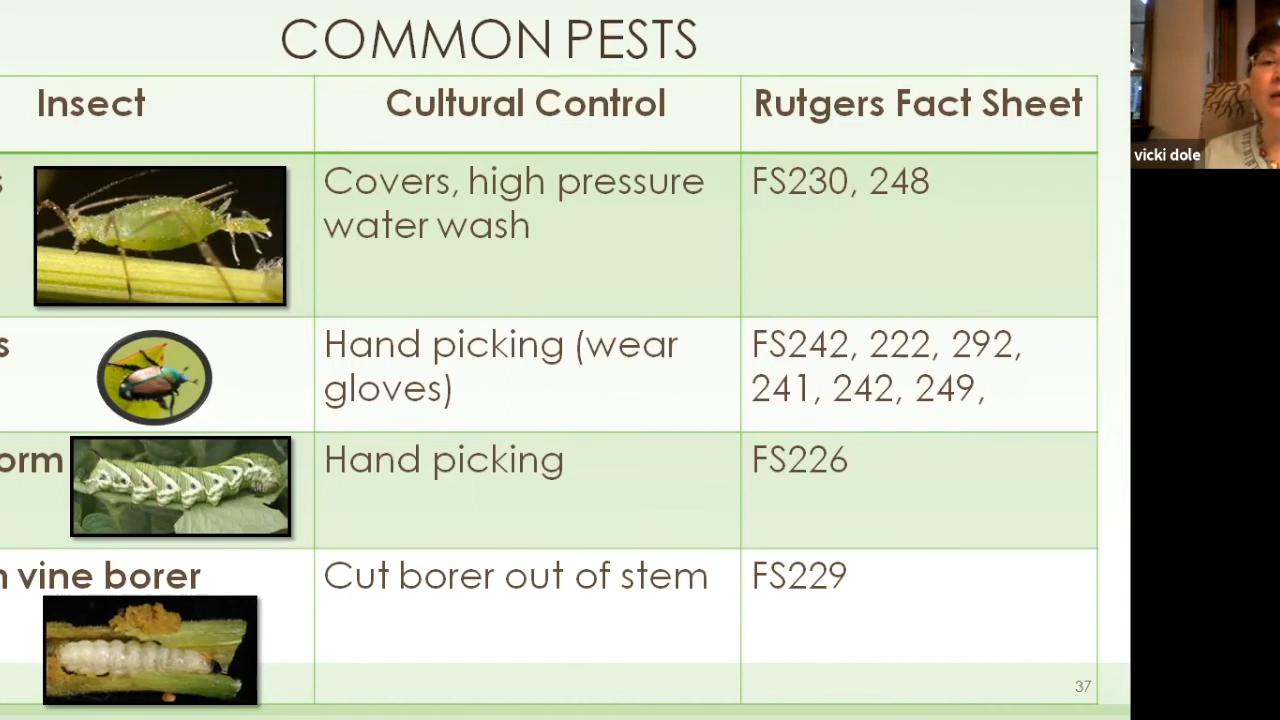 COMMON PESTS
Insect
Cultural Control
Rutgers Fact Sheet
s
Covers, high pressure
water wash
FS230, 248
s
Hand picking (wear
gloves)
FS242, 222, 292,
241, 242, 249,
orm
Hand picking
FS226
n vine borer
Cut borer out of stem
FS229
37
vicki dole